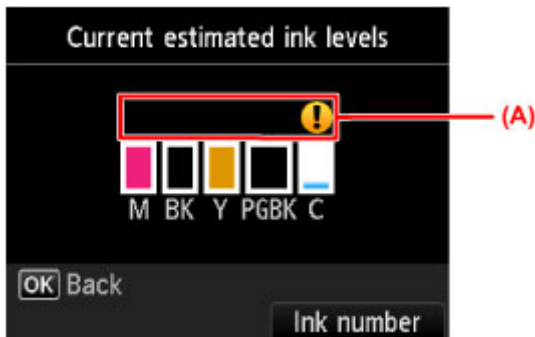 Current estimated ink levels
(A)
M BK Y PGBK C
OK Back
Ink number